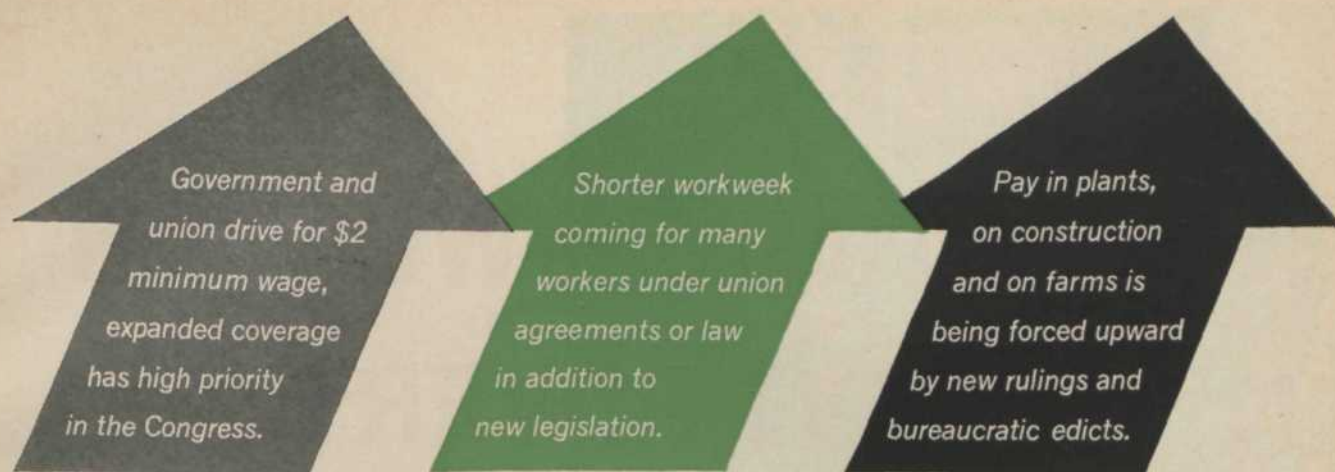 Government and
union drive for $2
minimum wage,
expanded coverage
has high priority
in the Congress.
Shorter workweek
coming for many
workers under union
agreements or law
in addition to
new legislation.
Pay in plants,
on construction
and on farms is
being forced upward
by new rulings and
bureaucratic edicts.